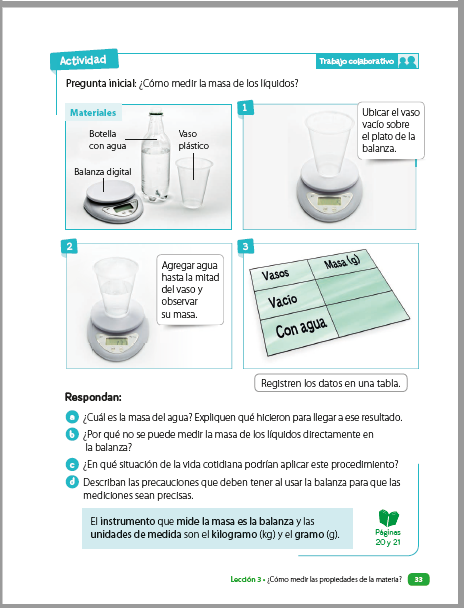 Actividad
Trabajo colaborativo
Pregunta inicial: ¿Cómo medir la masa de los líquidos?
Materiales
Botella
con agua
Vaso
plástico
Balanza digital
1
Ubicar el vaso
vacío sobre
el plato de la
balanza.
2
Agregar agua
hasta la mitad
del vaso y
observar
su masa.
3
Vasos
Masa (g)
Vacío
Con agua
Registren los datos en una tabla.
Respondan:
a ¿Cuál es la masa del agua? Expliquen qué hicieron para llegar a ese resultado.
b ¿Por qué no se puede medir la masa de los líquidos directamente en
la balanza?
c ¿En qué situación de la vida cotidiana podrían aplicar este procedimiento?
d Describan las precauciones que deben tener al usar la balanza para que las
mediciones sean precisas.
El instrumento que mide la masa es la balanza y las
unidades de medida son el kilogramo (kg) y el gramo (g).
Páginas
20 y 21
Lección 3 • ¿Cómo medir las propiedades de la materia? 33